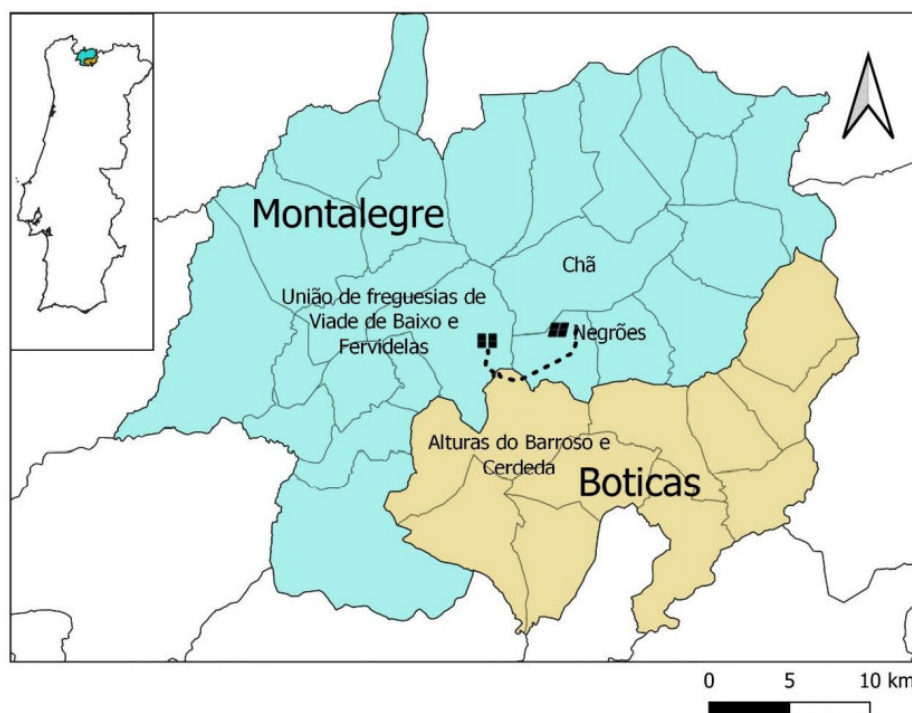 Montalegre
Chã
União de freguesias de
Viade de Baixo e
Fervidelas
Negrões
Alturas do Barroso e
Cerdeda
Boticas
0 5 10 km